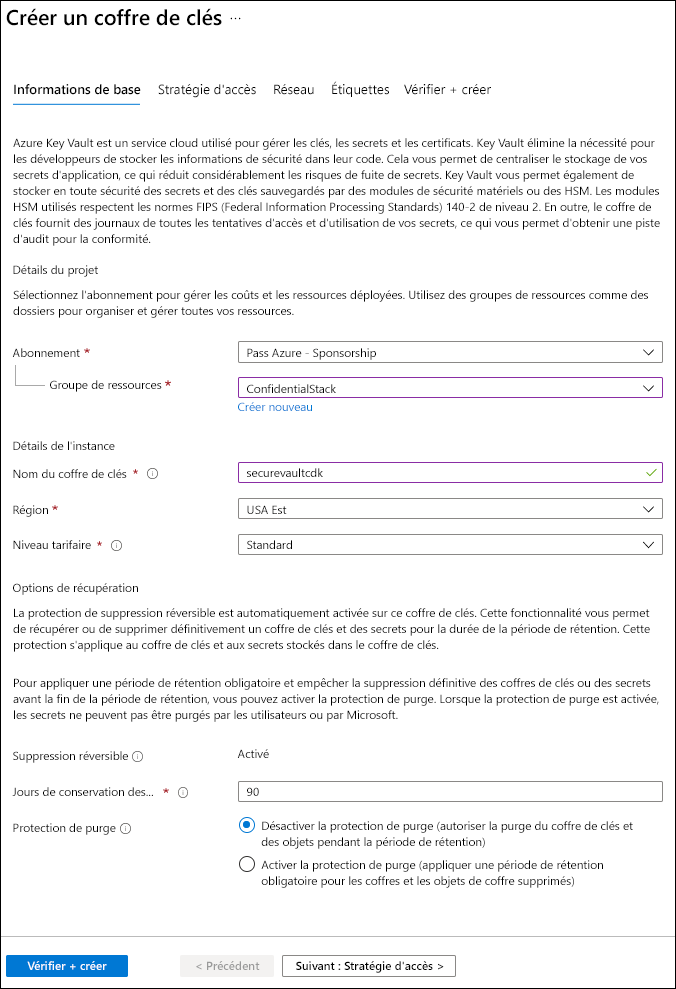 Créer un coffre de clés ...
Informations de base Stratégie d'accès Réseau Étiquettes Vérifier + créer
Azure Key Vault est un service cloud utilisé pour gérer les clés, les secrets et les certificats. Key Vault élimine la nécessité pour
les développeurs de stocker les informations de sécurité dans leur code. Cela vous permet de centraliser le stockage de vos
secrets d'application, ce qui réduit considérablement les risques de fuite de secrets. Key Vault vous permet également de
stocker en toute sécurité des secrets et des clés sauvegardés par des modules de sécurité matériels ou des HSM. Les modules
HSM utilisés respectent les normes FIPS (Federal Information Processing Standards) 140-2 de niveau 2. En outre, le coffre de
clés fournit des journaux de toutes les tentatives d'accès et d'utilisation de vos secrets, ce qui vous permet d'obtenir une piste
d'audit pour la conformité.
Détails du projet
Sélectionnez l'abonnement pour gérer les coûts et les ressources déployées. Utilisez des groupes de ressources comme des
dossiers pour organiser et gérer toutes vos ressources.
Abonnement * Pass Azure - Sponsorship
Groupe de ressources * ConfidentialStack
Créer nouveau
Détails de l'instance
Nom du coffre de clés * securevaultcdk
Région * USA Est
Niveau tarifaire * Standard
Options de récupération
La protection de suppression réversible est automatiquement activée sur ce coffre de clés. Cette fonctionnalité vous permet
de récupérer ou de supprimer définitivement un coffre de clés et des secrets pour la durée de la période de rétention. Cette
protection s'applique au coffre de clés et aux secrets stockés dans le coffre de clés.
Pour appliquer une période de rétention obligatoire et empêcher la suppression définitive des coffres de clés ou des secrets
avant la fin de la période de rétention, vous pouvez activer la protection de purge. Lorsque la protection de purge est activée,
les secrets ne peuvent pas être purgés par les utilisateurs ou par Microsoft.
Suppression réversible Activé
Jours de conservation des... * 90
Protection de purge Désactiver la protection de purge (autoriser la purge du coffre de clés et
des objets pendant la période de rétention)
Activer la protection de purge (appliquer une période de rétention
obligatoire pour les coffres et les objets de coffre supprimés)
Vérifier + créer < Précédent Suivant : Stratégie d'accès >